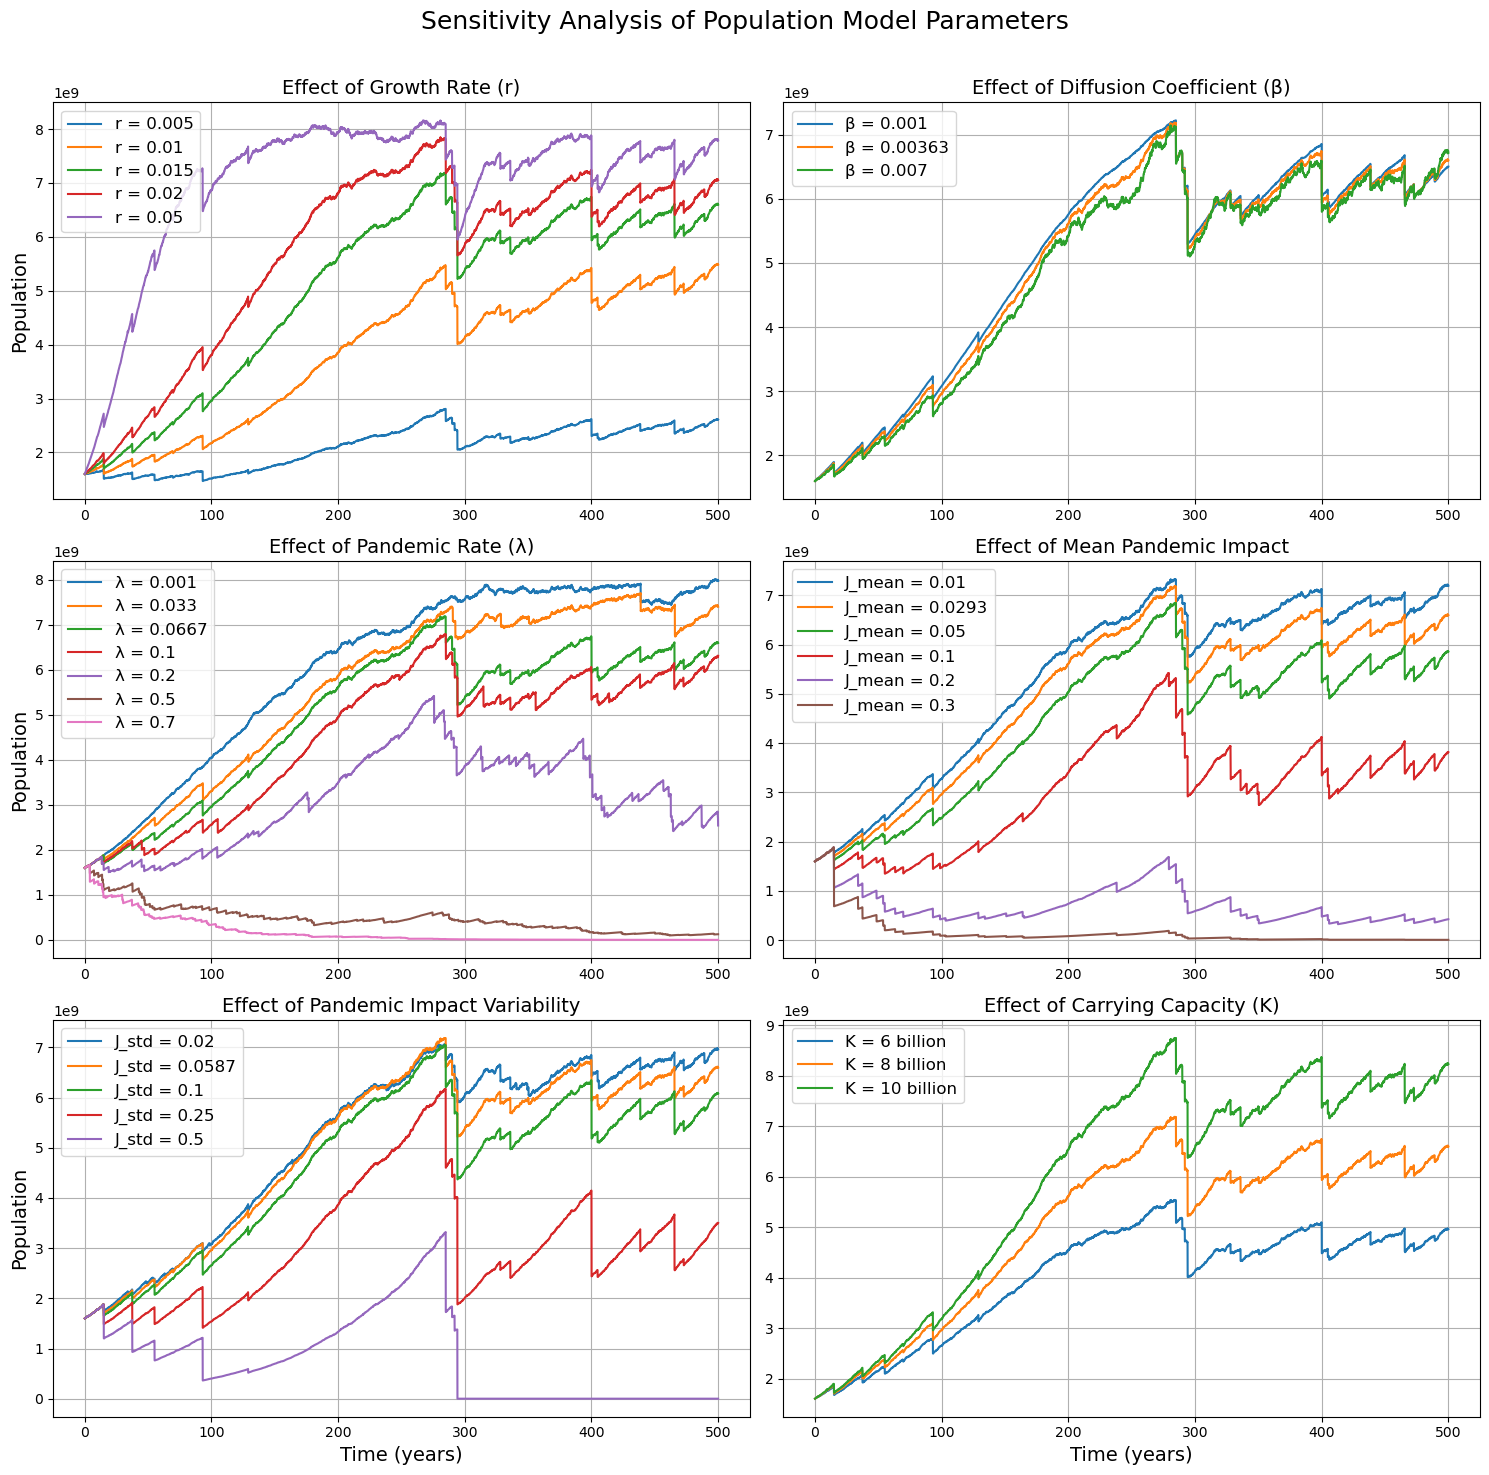 Sensitivity Analysis of Population Model Parameters
Effect of Growth Rate (r)
1e9
r = 0.005
r = 0.01
r = 0.015
r = 0.02
r = 0.05
8
7
6
5
4
3
2
Population
0 100 200 300 400 500
Effect of Diffusion Coefficient (β)
1e9
β = 0.001
β = 0.00363
β = 0.007
7
6
5
4
3
2
0 100 200 300 400 500
Effect of Pandemic Rate (λ)
1e9
λ = 0.001
λ = 0.033
λ = 0.0667
λ = 0.1
λ = 0.2
λ = 0.5
λ = 0.7
8
7
6
5
4
3
2
1
0
Population
0 100 200 300 400 500
Effect of Mean Pandemic Impact
1e9
J_mean = 0.01
J_mean = 0.0293
J_mean = 0.05
J_mean = 0.1
J_mean = 0.2
J_mean = 0.3
7
6
5
4
3
2
1
0
0 100 200 300 400 500
Effect of Pandemic Impact Variability
1e9
J_std = 0.02
J_std = 0.0587
J_std = 0.1
J_std = 0.25
J_std = 0.5
7
6
5
4
3
2
1
0
Population
0 100 200 300 400 500
Time (years)
Effect of Carrying Capacity (K)
1e9
K = 6 billion
K = 8 billion
K = 10 billion
9
8
7
6
5
4
3
2
0 100 200 300 400 500
Time (years)